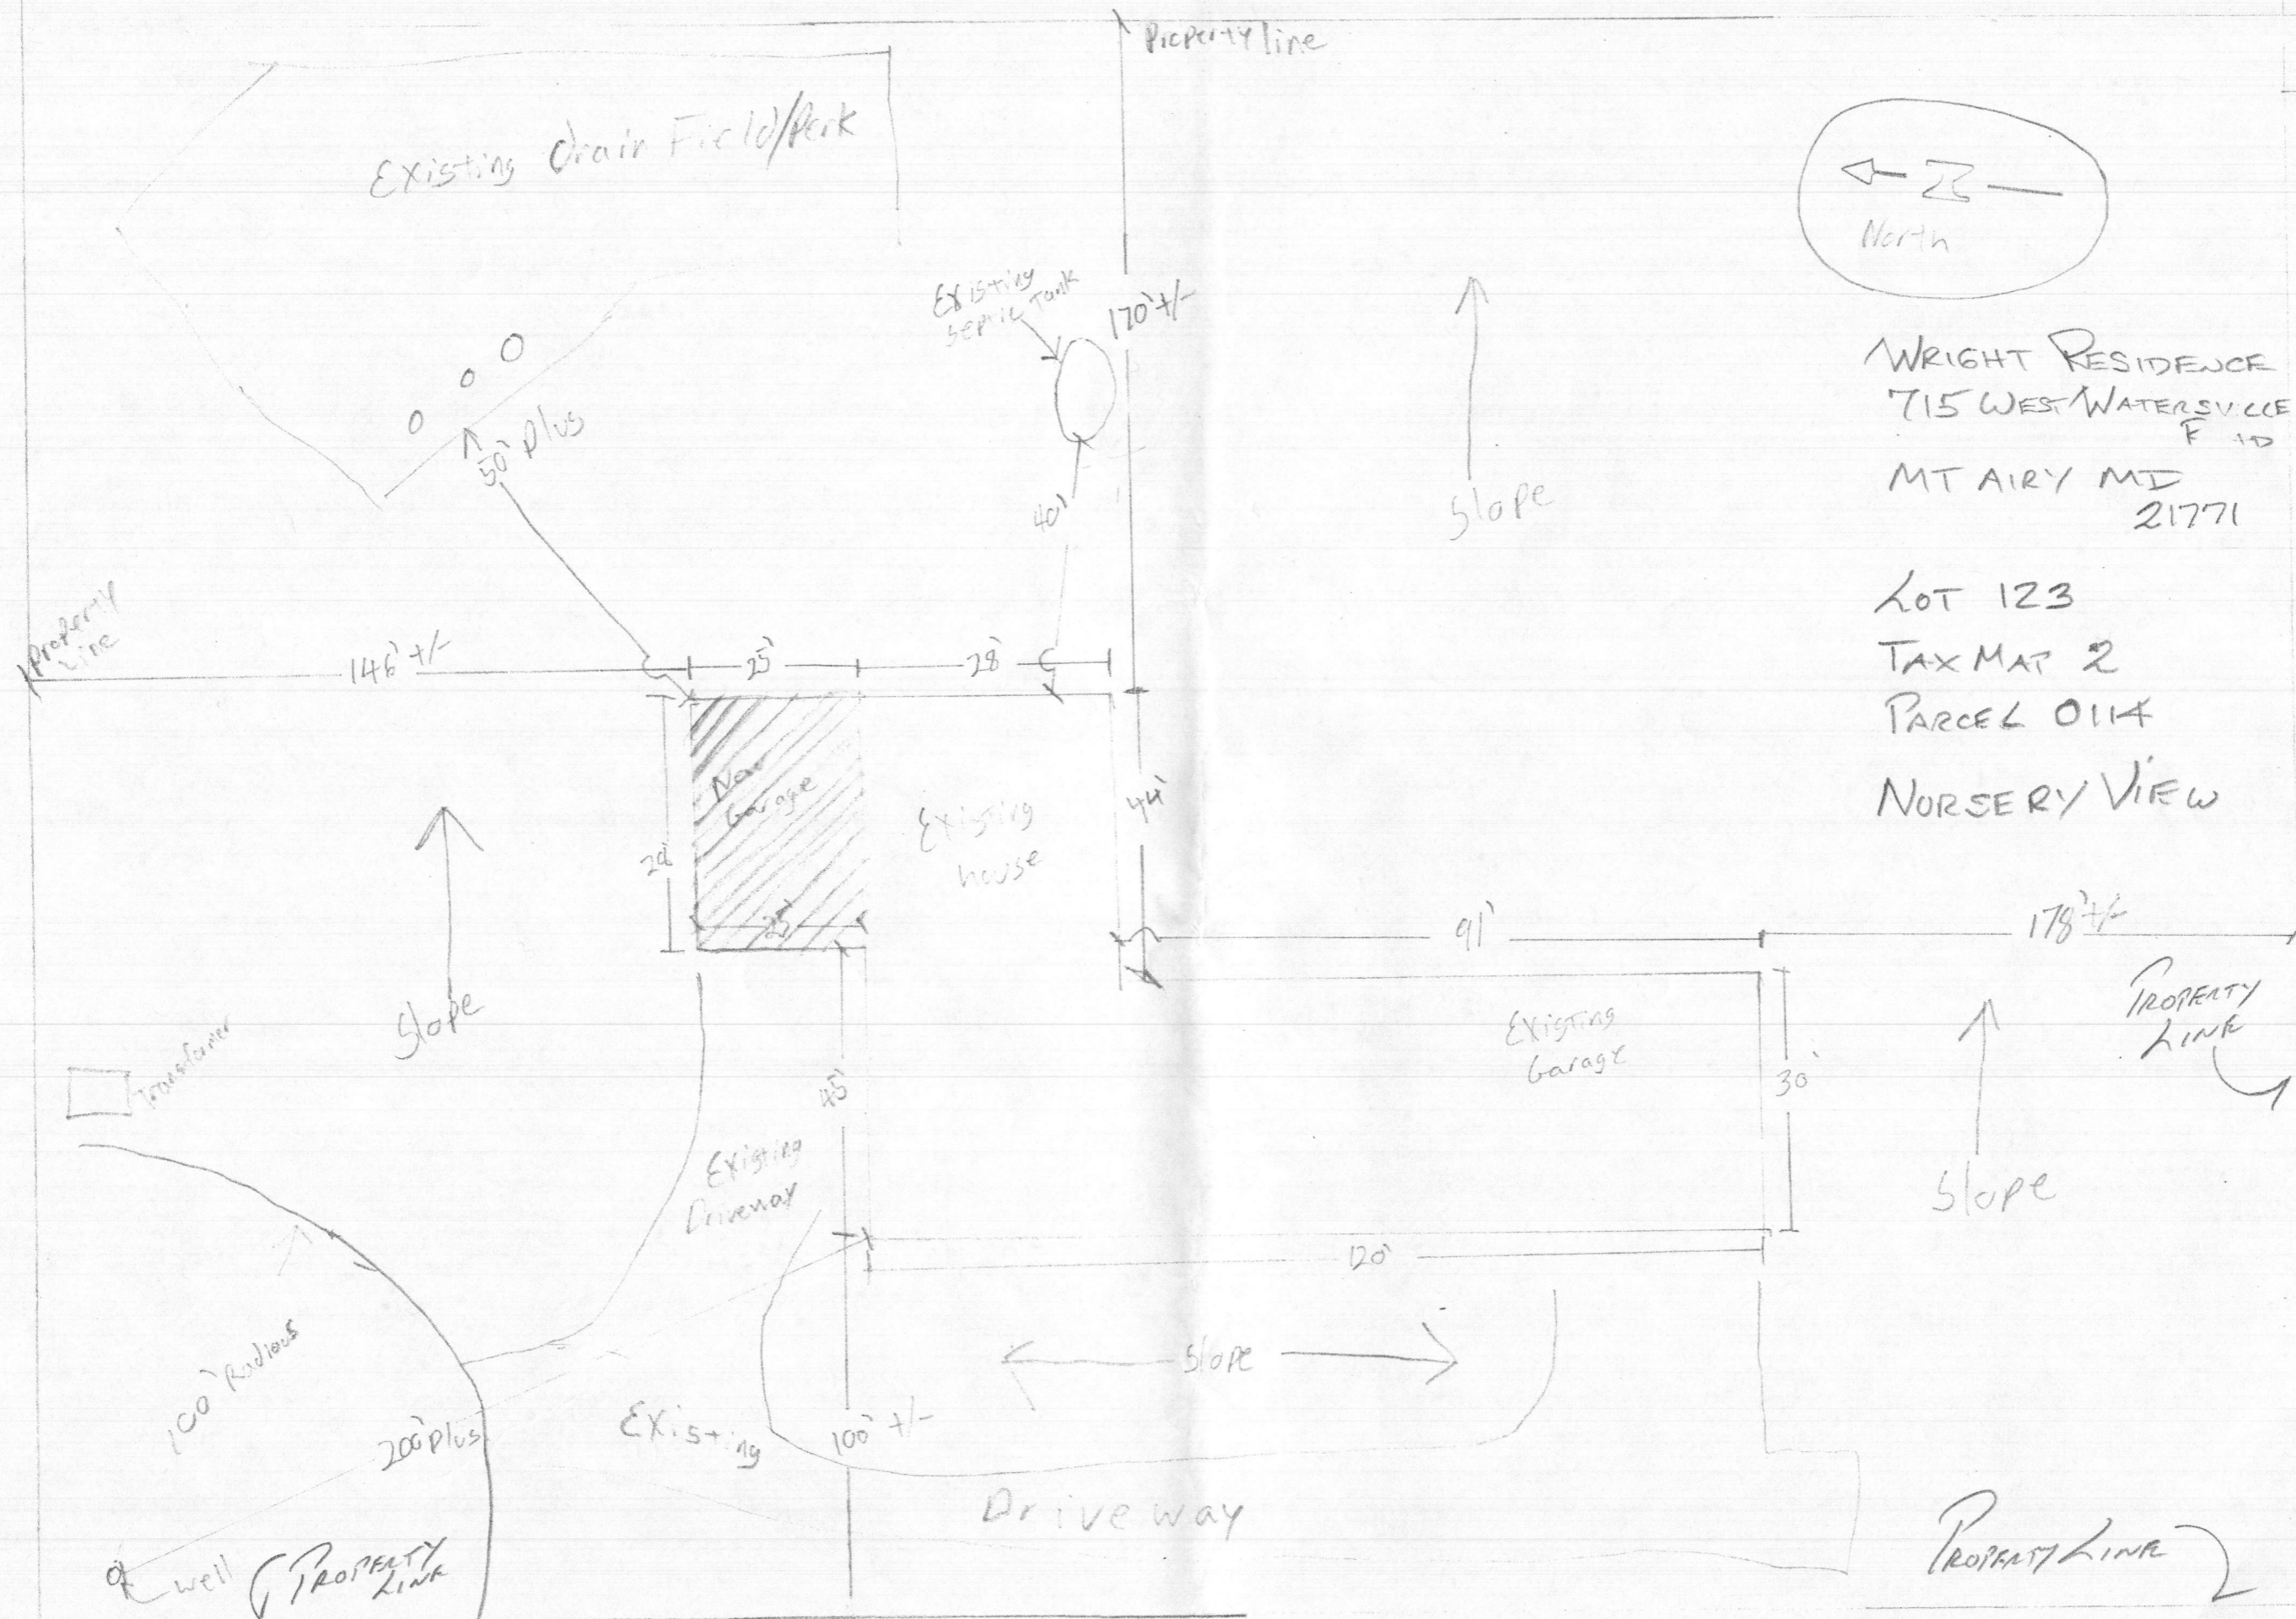 Property line
Existing drain Field/Perk
North
Existing
Septic Tank
170' +/-
WRIGHT RESIDENCE
715 WEST WATERSVILLE
MT AIRY MD
21771
50' plus
40'
Slope
LOT 123
TAX MAP 2
PARCEL 0114
NORSERY VIEW
Property
Line
146' +/-
25'
28'
New
Garage
28'
25'
Existing
house
44'
91'
178' +/-
PROPERTY
LINE
Slope
Transformer
Existing
Garage
30'
45'
Existing
Driveway
Slope
120'
100' Radious
200' plus
Slope
Existing
100' +/-
Driveway
well
PROPERTY
LINE
PROPERTY LINE